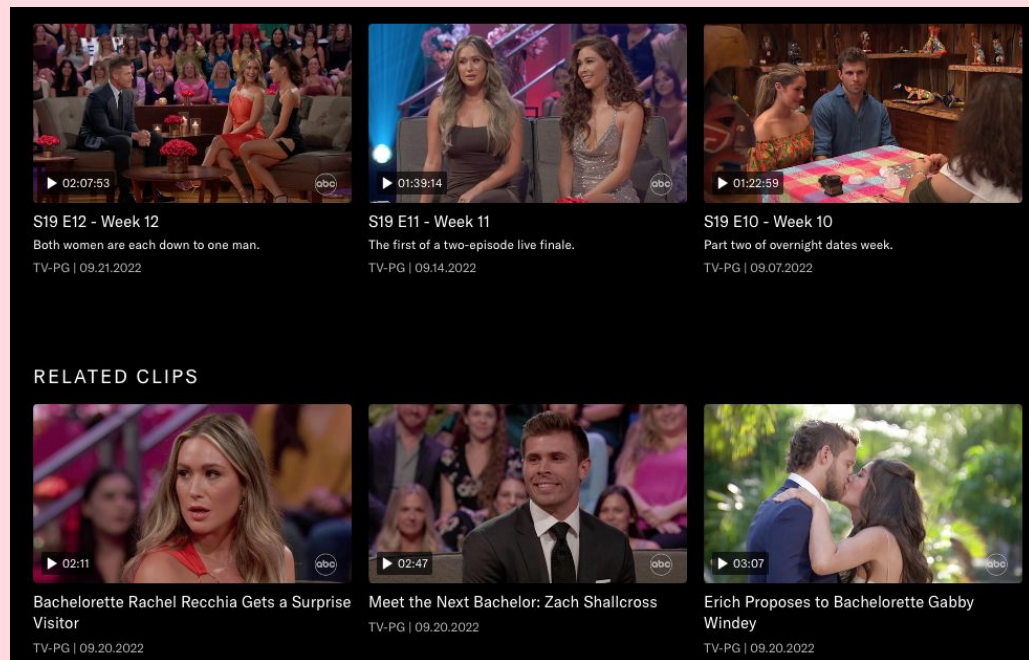 02:07:53
abc
01:39:14
abc
01:22:59
S19 E12 - Week 12
Both women are each down to one man.
TV-PG | 09.21.2022
S19 E11 - Week 11
The first of a two-episode live finale.
TV-PG | 09.14.2022
S19 E10 - Week 10
Part two of overnight dates week.
TV-PG | 09.07.2022
RELATED CLIPS
02:11
abc
02:47
abc
03:07
abc
Bachelorette Rachel Recchia Gets a Surprise
Visitor
TV-PG | 09.20.2022
Meet the Next Bachelor: Zach Shallcross
TV-PG | 09.20.2022
Erich Proposes to Bachelorette Gabby
Windey
TV-PG | 09.20.2022